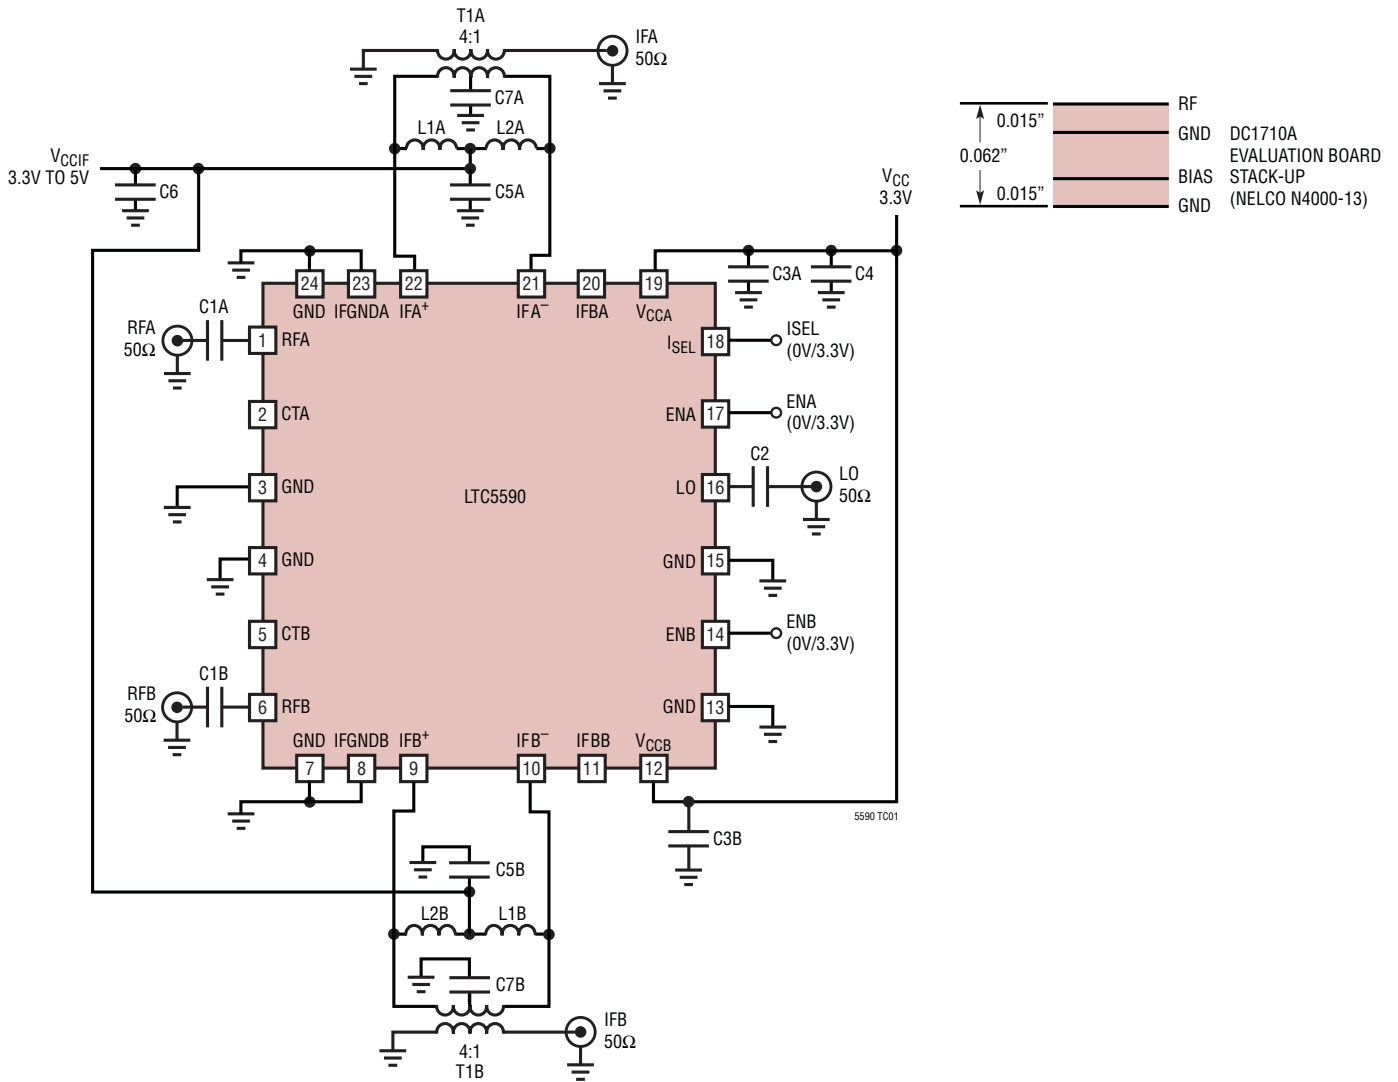 T1A
4:1
IFA
50Ω
C7A
L1A
L2A
VCCIF
3.3V TO 5V
C6
C5A
RF
0.015”
GND
DC1710A
EVALUATION BOARD
0.062”
BIAS
STACK-UP
0.015”
GND
(NELCO N4000-13)
VCC
3.3V
C3A
C4
24
23
22
21
20
19
GND
IFGNDA
IFA+
IFA–
IFBA
VCCA
C1A
RFA
50Ω
1
RFA
ISEL
18
ISEL
(0V/3.3V)
2
CTA
ENA
17
ENA
(0V/3.3V)
C2
3
GND
LTC5590
LO
16
LO
50Ω
4
GND
GND
15
5
CTB
ENB
14
ENB
(0V/3.3V)
C1B
RFB
50Ω
6
RFB
GND
13
GND
IFGNDB
IFB+
IFB–
IFBB
VCCB
7
8
9
10
11
12
5590 TC01
C3B
C5B
L2B
L1B
C7B
IFB
50Ω
4:1
T1B